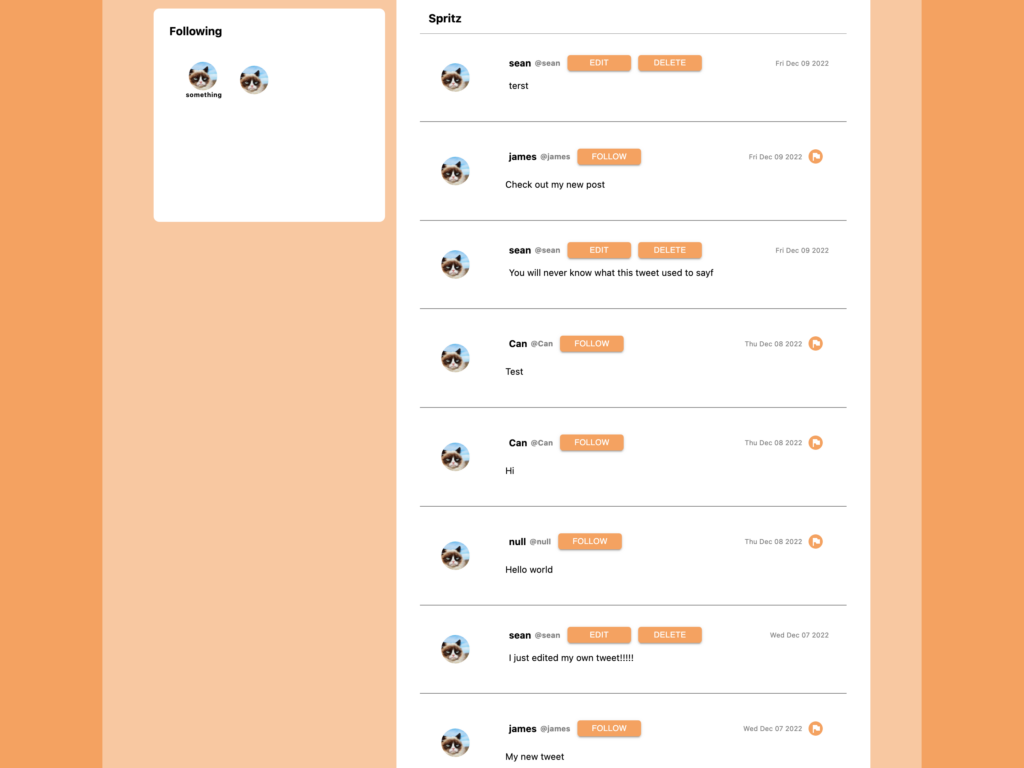 Following
something
Spritz
sean @sean EDIT DELETE Fri Dec 09 2022
terst
james @james FOLLOW Fri Dec 09 2022
Check out my new post
sean @sean EDIT DELETE Fri Dec 09 2022
You will never know what this tweet used to sayf
Can @Can FOLLOW Thu Dec 08 2022
Test
Can @Can FOLLOW Thu Dec 08 2022
Hi
null @null FOLLOW Thu Dec 08 2022
Hello world
sean @sean EDIT DELETE Wed Dec 07 2022
I just edited my own tweet!!!!!
james @james FOLLOW Wed Dec 07 2022
My new tweet